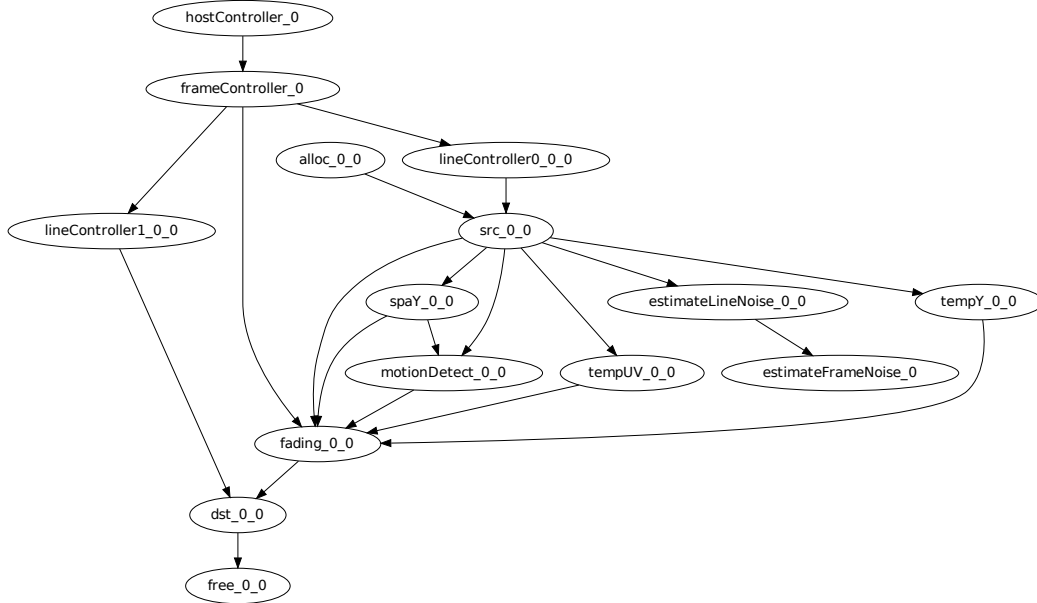 hostController_0
frameController_0
alloc_0_0
lineController0_0_0
lineController1_0_0
src_0_0
spaY_0_0
estimateLineNoise_0_0
tempY_0_0
motionDetect_0_0
tempUV_0_0
estimateFrameNoise_0
fading_0_0
dst_0_0
free_0_0